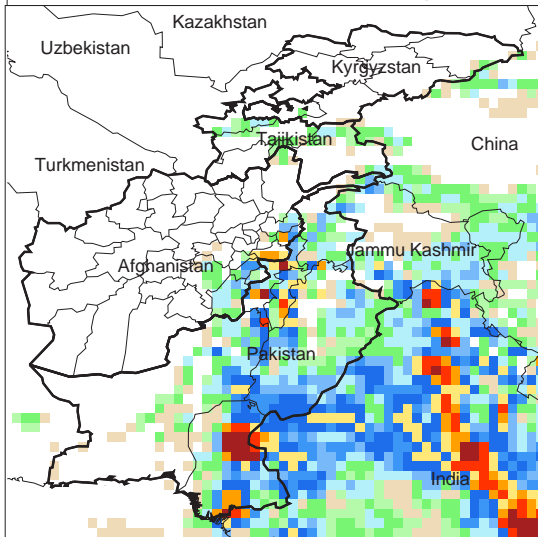 Kazakhstan
Uzbekistan
Kyrgyzstan
Tajikistan
China
Turkmenistan
Jammu Kashmir
Afghanistan
Pakistan
India